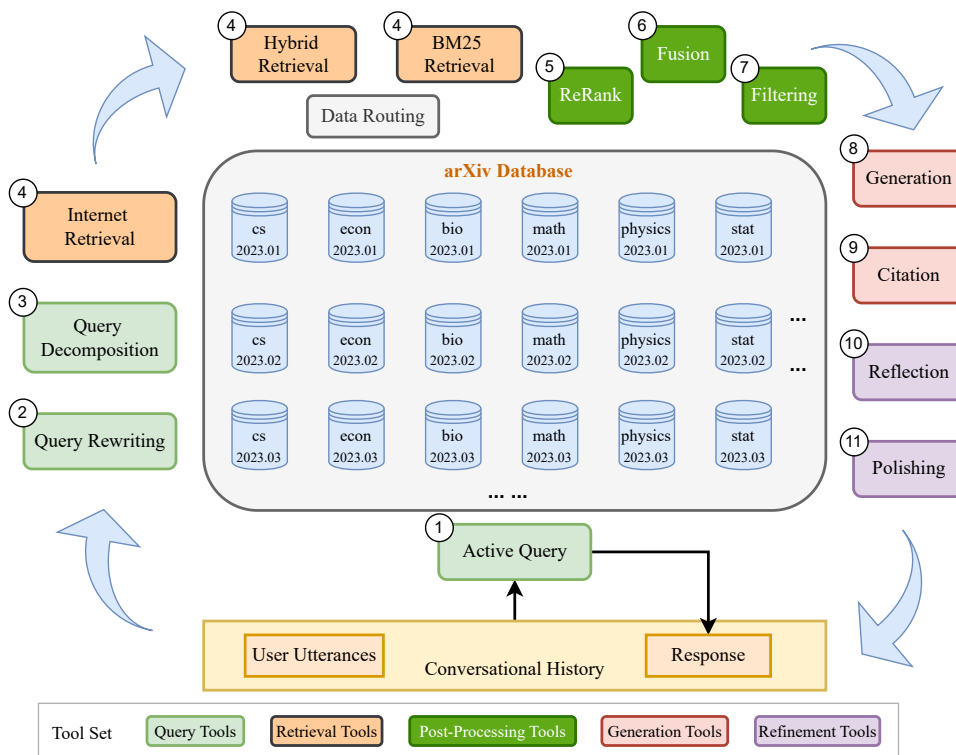 4
Hybrid
Retrieval
4
BM25
Retrieval
5
ReRank
6
Fusion
7
Filtering
Data Routing
4
Internet
Retrieval
3
Query
Decomposition
2
Query Rewriting
arXiv Database
cs
2023.01
econ
2023.01
bio
2023.01
math
2023.01
physics
2023.01
stat
2023.01
cs
2023.02
econ
2023.02
bio
2023.02
math
2023.02
physics
2023.02
stat
2023.02
...
...
cs
2023.03
econ
2023.03
bio
2023.03
math
2023.03
physics
2023.03
stat
2023.03
... ...
8
Generation
9
Citation
10
Reflection
11
Polishing
1
Active Query
User Utterances
Conversational History
Response
Tool Set
Query Tools
Retrieval Tools
Post-Processing Tools
Generation Tools
Refinement Tools